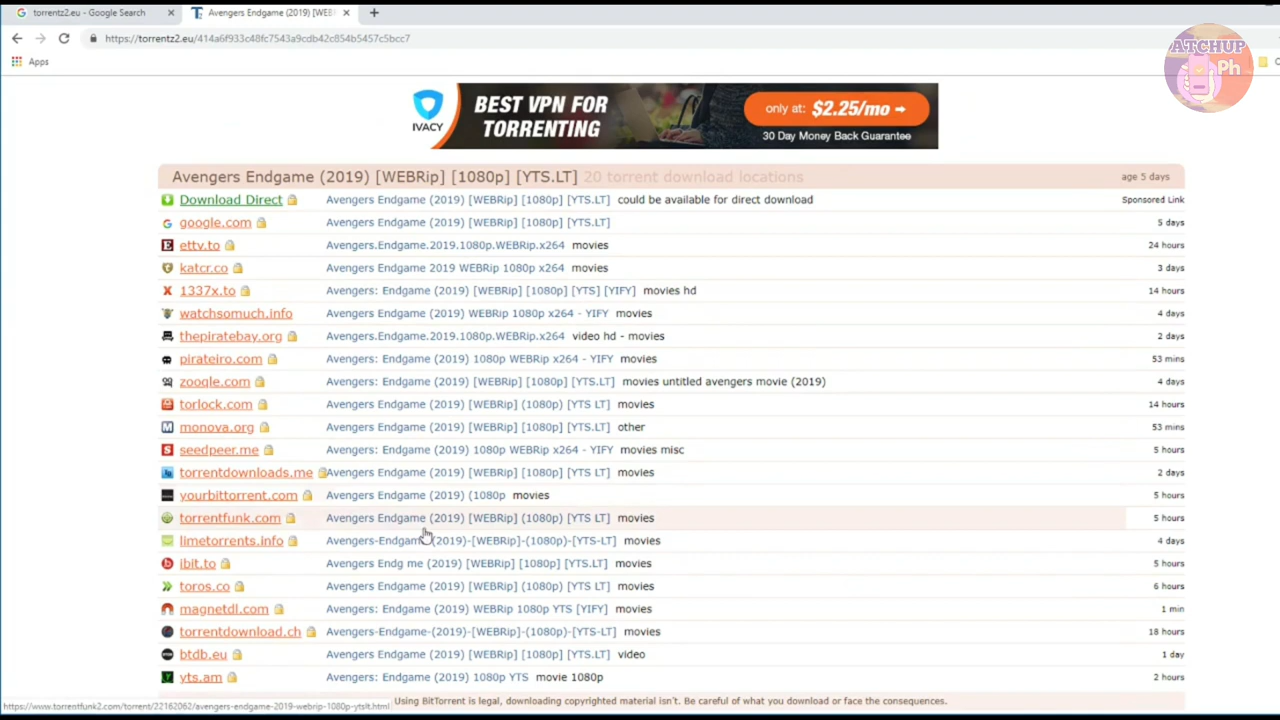 torrentz2.eu - Google Search
Avengers Endgame (2019) [WEB
https://torrentz2.eu/414a6f933c48fc7543a9cdb42c854b5457c5bcc7
Apps
ATCHUP
Ph
IVACY
BEST VPN FOR
TORRENTING
only at: $2.25/mo →
30 Day Money Back Guarantee
Avengers Endgame (2019) [WEBRip] [1080p] [YTS.LT] 20 torrent download locations age 5 days
Download Direct Avengers Endgame (2019) [WEBRip] [1080p] [YTS.LT] could be available for direct download Sponsored Link
google.com Avengers Endgame (2019) [WEBRip] [1080p] [YTS.LT] 5 days
ettv.to Avengers.Endgame.2019.1080p.WEBRip.x264 movies 24 hours
katcr.co Avengers Endgame 2019 WEBRip 1080p x264 movies 3 days
1337x.to Avengers: Endgame (2019) [WEBRip] [1080p] [YTS] [YIFY] movies hd 14 hours
watchsomuch.info Avengers: Endgame (2019) WEBRip 1080p x264 - YIFY movies 4 days
thepiratebay.org Avengers.Endgame.2019.1080p.WEBRip.x264 video hd - movies 2 days
pirateiro.com Avengers: Endgame (2019) 1080p WEBRip x264 - YIFY movies 53 mins
zooqle.com Avengers: Endgame (2019) [WEBRip] [1080p] [YTS.LT] movies untitled avengers movie (2019) 4 days
torlock.com Avengers Endgame (2019) [WEBRip] (1080p) [YTS LT] movies 14 hours
monova.org Avengers Endgame (2019) [WEBRip] [1080p] [YTS.LT] other 53 mins
seedpeer.me Avengers: Endgame (2019) 1080p WEBRip x264 - YIFY movies misc 5 hours
torrentdownloads.me Avengers Endgame (2019) [WEBRip] [1080p] [YTS LT] movies 2 days
yourbittorrent.com Avengers Endgame (2019) (1080p movies 5 hours
torrentfunk.com Avengers Endgame (2019) [WEBRip] (1080p) [YTS LT] movies 5 hours
limetorrents.info Avengers-Endgame-(2019)-[WEBRip]-(1080p)-[YTS-LT] movies 4 days
ibit.to Avengers Endg me (2019) [WEBRip] [1080p] [YTS.LT] movies 5 hours
toros.co Avengers Endgame (2019) [WEBRip] (1080p) [YTS LT] movies 6 hours
magnetdl.com Avengers: Endgame (2019) WEBRip 1080p YTS [YIFY] movies 1 min
torrentdownload.ch Avengers-Endgame-(2019)-[WEBRip]-(1080p)-[YTS-LT] movies 18 hours
btdb.eu Avengers Endgame (2019) [WEBRip] [1080p] [YTS.LT] video 1 day
yts.am Avengers: Endgame (2019) 1080p YTS movie 1080p 2 hours
Using BitTorrent is legal, downloading copyrighted material isn't. Be careful of what you download or face the consequences.
https://www.torrentfunk2.com/torrent/22162062/avengers-endgame-2019-webrip-1080p-ytslt.html